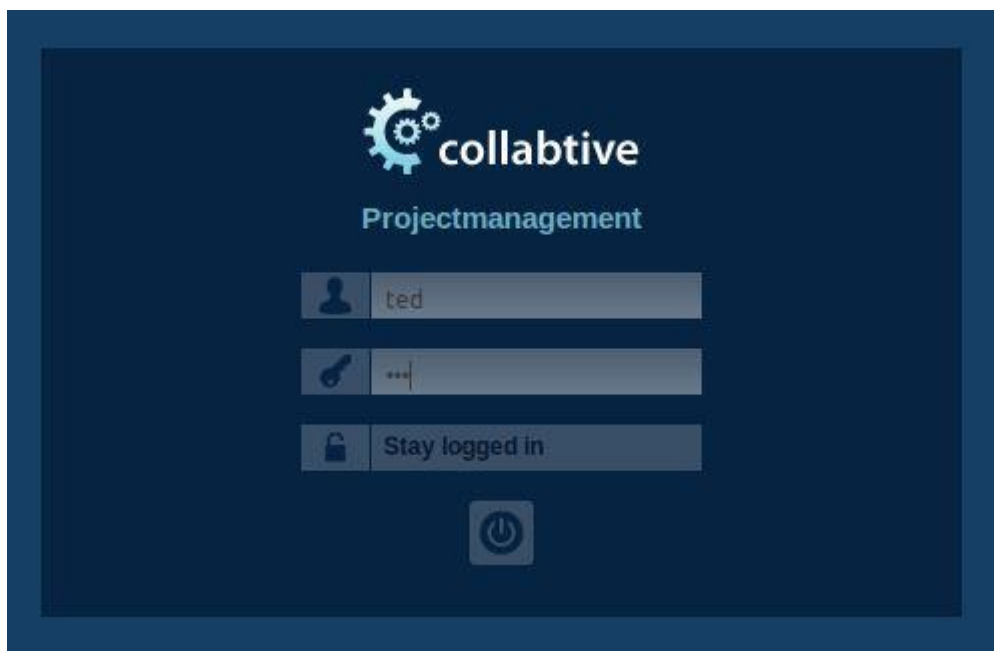 collabtive
Projectmanagement
ted
•••
Stay logged in